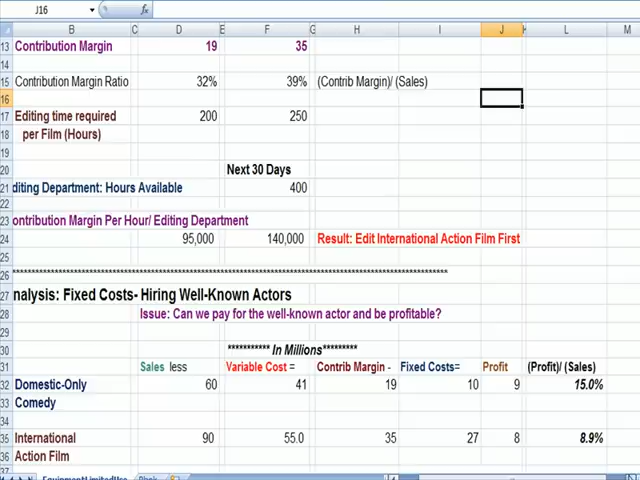 J16 fx
B C D E F G H I J K L M
13 Contribution Margin 19 35
14
15 Contribution Margin Ratio 32% 39% (Contrib Margin)/ (Sales)
16
17 Editing time required 200 250
18 per Film (Hours)
19
20 Next 30 Days
21 diting Department: Hours Available 400
22
23 ontribution Margin Per Hour/ Editing Department
24 95,000 140,000 Result: Edit International Action Film First
25
26 ******************************************************************************************
27 nalysis: Fixed Costs- Hiring Well-Known Actors
28 Issue: Can we pay for the well-known actor and be profitable?
29
30 ********** In Millions*********
31 Sales less Variable Cost = Contrib Margin - Fixed Costs= Profit (Profit)/ (Sales)
32 Domestic-Only 60 41 19 10 9 15.0%
33 Comedy
34
35 International 90 55.0 35 27 8 8.9%
36 Action Film
37
EquipmentLimitedUse Blank